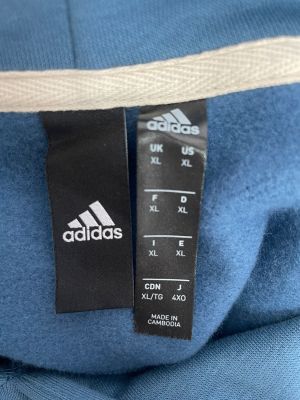 adidas
adidas
UK US
XL XL
F D
XL XL
I E
XL XL
CDN J
XL/TG 4XO
MADE IN
CAMBODIA